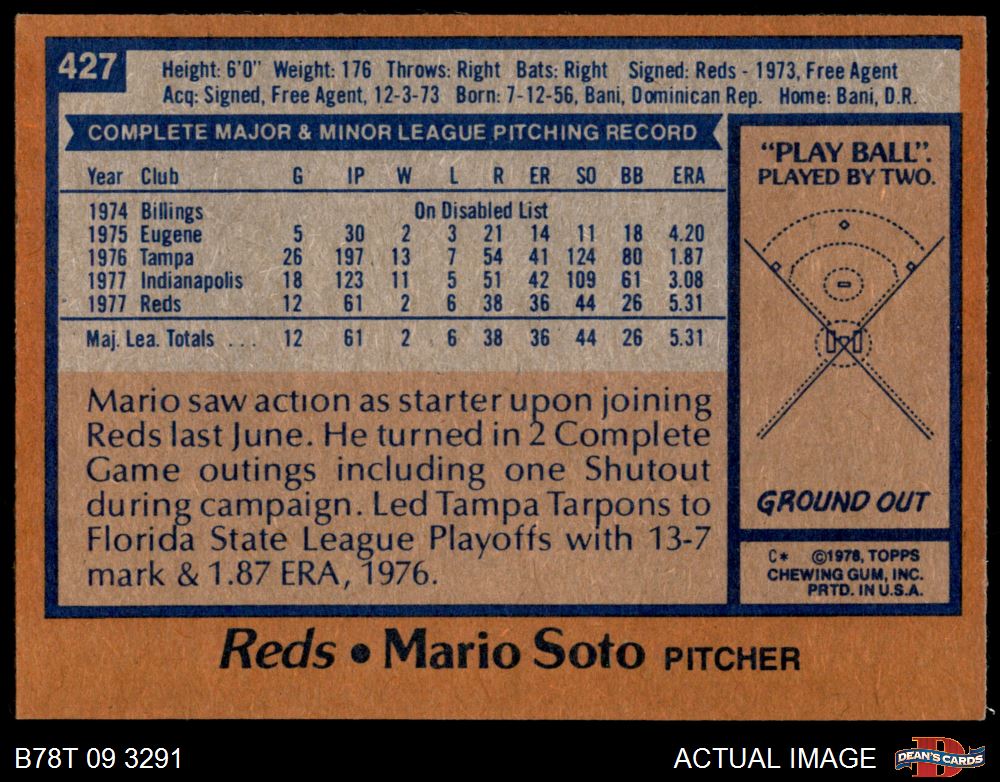 427
Height: 6'0" Weight: 176 Throws: Right Bats: Right Signed: Reds - 1973, Free Agent
Acq: Signed, Free Agent, 12-3-73 Born: 7-12-56, Bani, Dominican Rep. Home: Bani, D.R.
COMPLETE MAJOR & MINOR LEAGUE PITCHING RECORD
Year Club G IP W L R ER SO BB ERA
1974 Billings On Disabled List
1975 Eugene 5 30 2 3 21 14 11 18 4.20
1976 Tampa 26 197 13 7 54 41 124 80 1.87
1977 Indianapolis 18 123 11 5 51 42 109 61 3.08
1977 Reds 12 61 2 6 38 36 44 26 5.31
Maj. Lea. Totals ... 12 61 2 6 38 36 44 26 5.31
Mario saw action as starter upon joining
Reds last June. He turned in 2 Complete
Game outings including one Shutout
during campaign. Led Tampa Tarpons to
Florida State League Playoffs with 13-7
mark & 1.87 ERA, 1976.
"PLAY BALL".
PLAYED BY TWO.
GROUND OUT
C* ©1978, TOPPS
CHEWING GUM, INC.
PRTD. IN U.S.A.
Reds • Mario Soto PITCHER
B78T 09 3291
ACTUAL IMAGE
D
DEAN'S CARDS